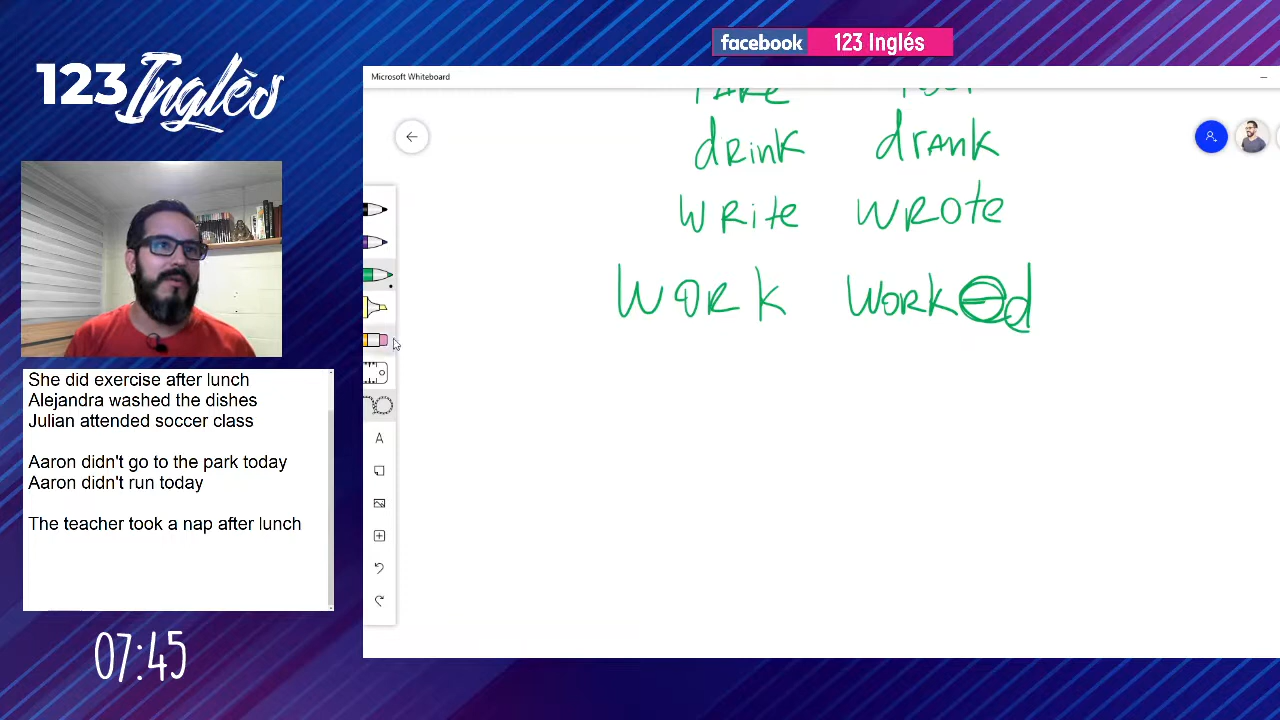 facebook 123 Inglés
123 Inglès
Microsoft Whiteboard
drink drank
write wrote
work worked
A
She did exercise after lunch
Alejandra washed the dishes
Julian attended soccer class
Aaron didn't go to the park today
Aaron didn't run today
The teacher took a nap after lunch
07:45